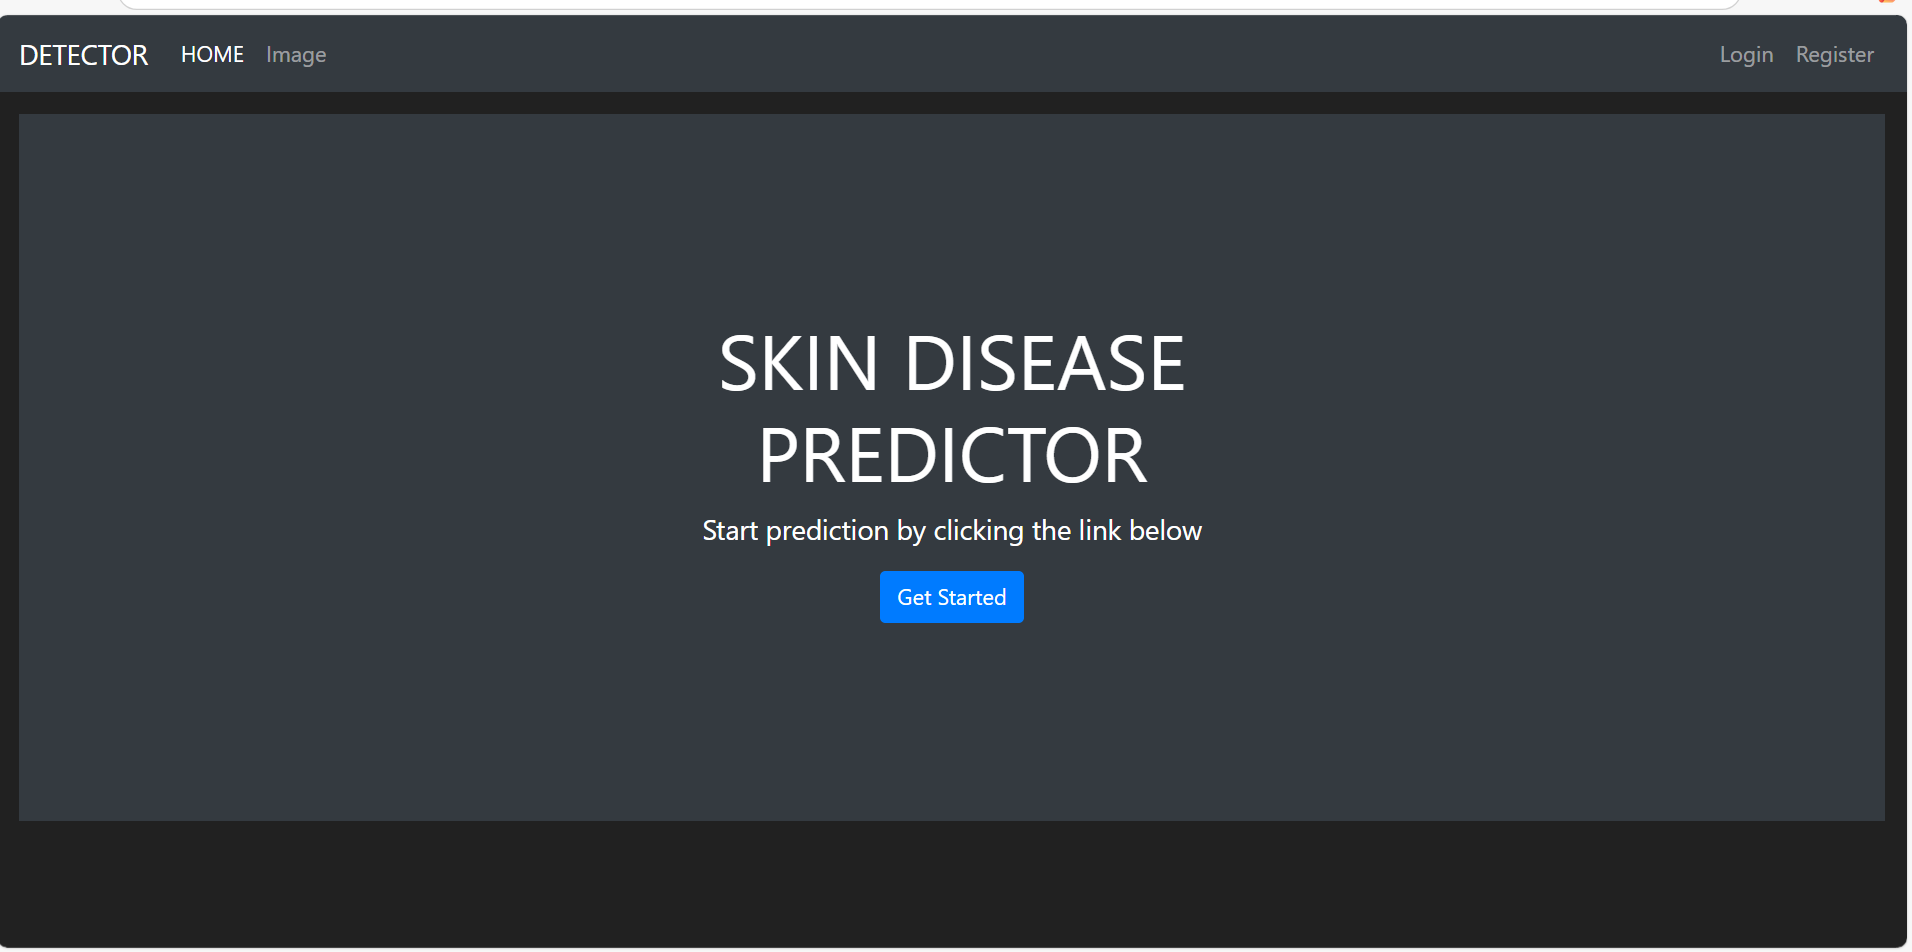 DETECTOR HOME Image Login Register
SKIN DISEASE
PREDICTOR
Start prediction by clicking the link below
Get Started